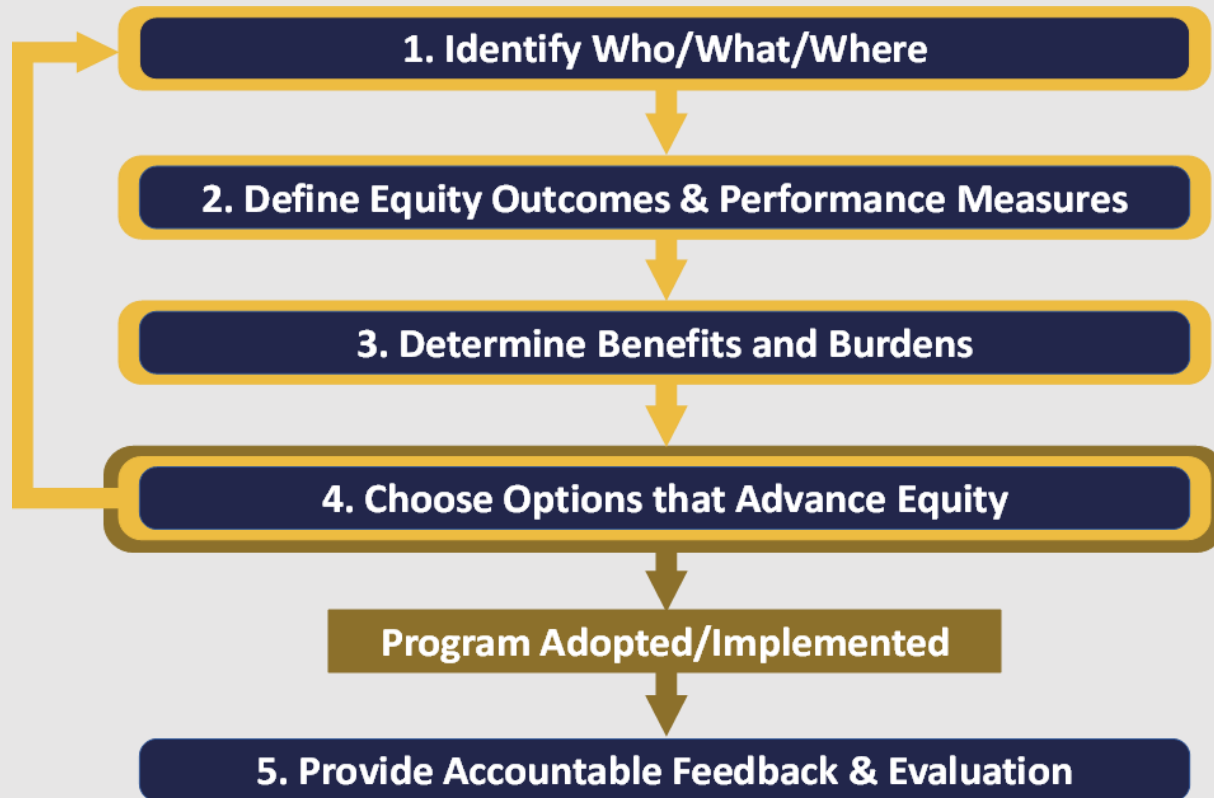 1. Identify Who/What/Where
2. Define Equity Outcomes & Performance Measures
3. Determine Benefits and Burdens
4. Choose Options that Advance Equity
Program Adopted/Implemented
5. Provide Accountable Feedback & Evaluation